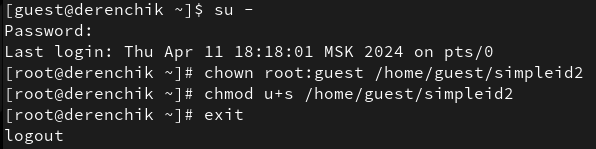 [guest@derenchik ~]$ su -
Password:
Last login: Thu Apr 11 18:18:01 MSK 2024 on pts/0
[root@derenchik ~]# chown root:guest /home/guest/simpleid2
[root@derenchik ~]# chmod u+s /home/guest/simpleid2
[root@derenchik ~]# exit
logout